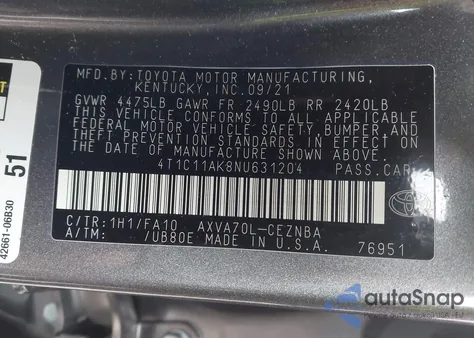 MFD.BY:TOYOTA MOTOR MANUFACTURING,
KENTUCKY, INC.09/21
GVWR 4475LB GAWR FR 2490LB RR 2420LB
THIS VEHICLE CONFORMS TO ALL APPLICABLE
FEDERAL MOTOR VEHICLE SAFETY, BUMPER, AND
THEFT PREVENTION STANDARDS IN EFFECT ON
THE DATE OF MANUFACTURE SHOWN ABOVE.
4T1C11AK8NU631204 PASS.CAR
C/TR:1H1/FA10 AXVA70L-CEZNBA
A/TM: /UB80E MADE IN U.S.A. 76951
42661-06B30
51
autoSnap